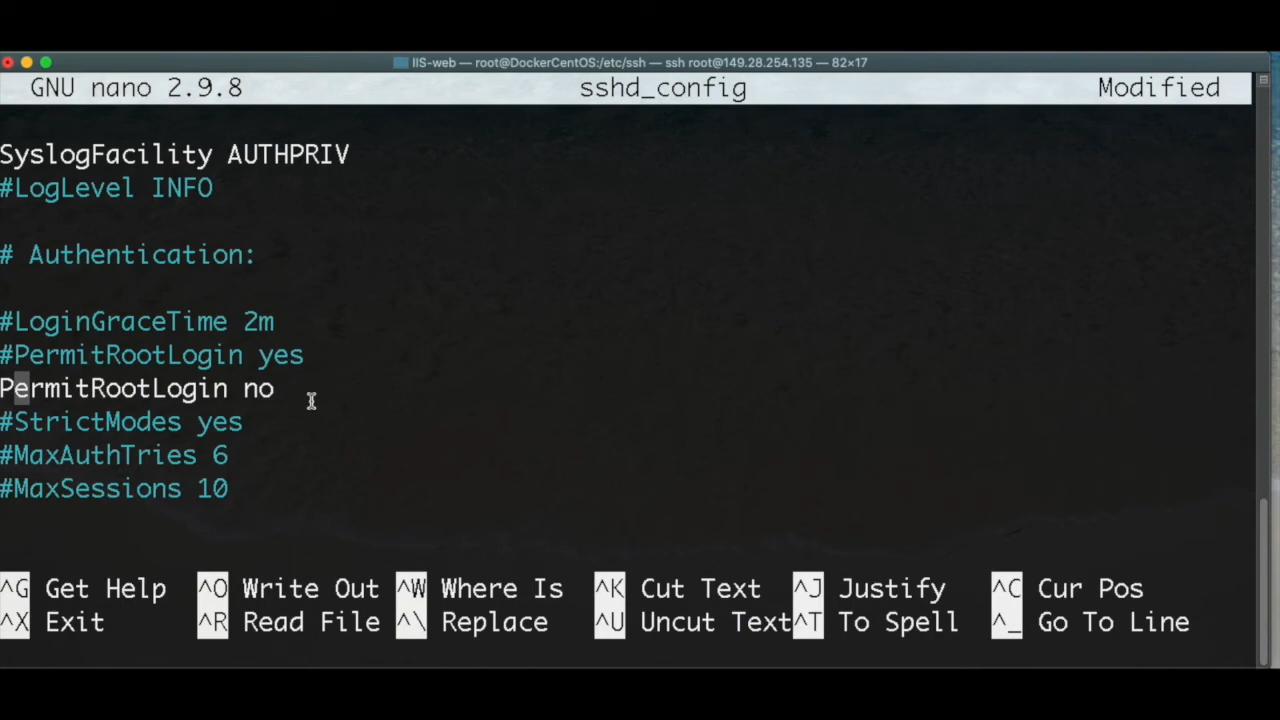 IIS-web — root@DockerCentOS:/etc/ssh — ssh root@149.28.254.135 — 82×17
GNU nano 2.9.8 sshd_config Modified
SyslogFacility AUTHPRIV
#LogLevel INFO
# Authentication:
#LoginGraceTime 2m
#PermitRootLogin yes
PermitRootLogin no
#StrictModes yes
#MaxAuthTries 6
#MaxSessions 10
^G Get Help ^O Write Out ^W Where Is ^K Cut Text ^J Justify ^C Cur Pos
^X Exit ^R Read File ^\ Replace ^U Uncut Text ^T To Spell ^_ Go To Line